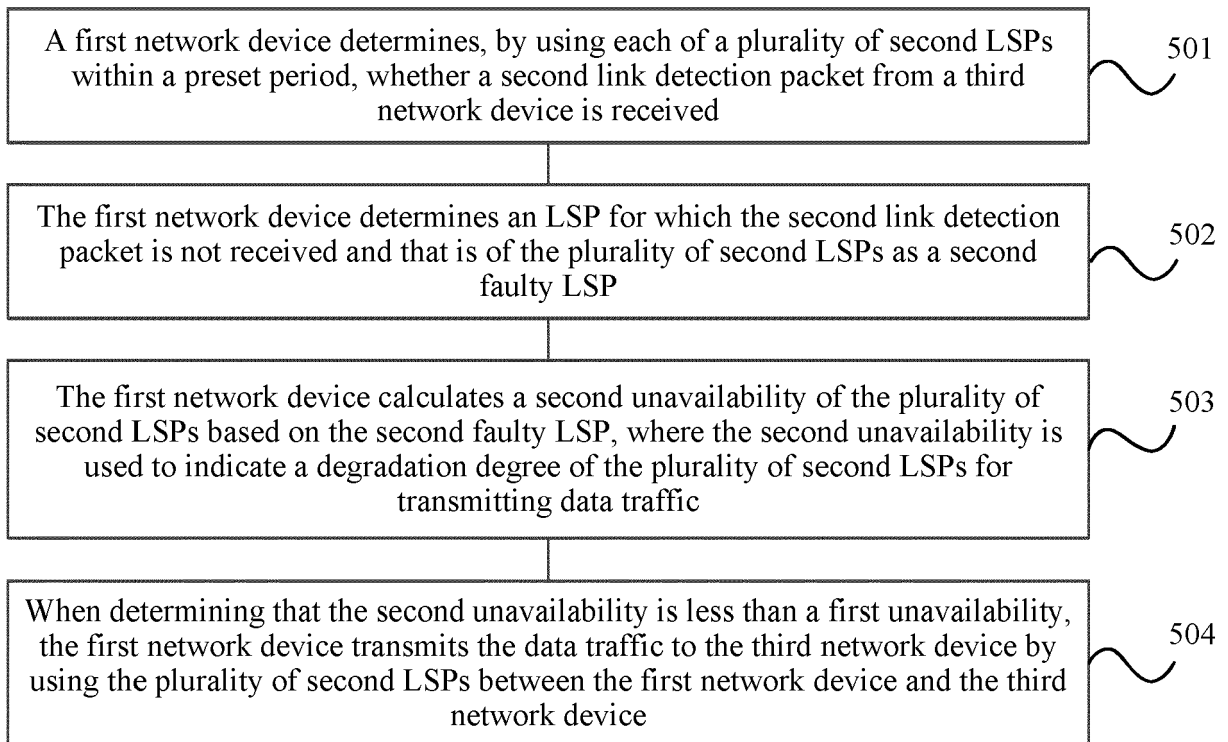 A first network device determines, by using each of a plurality of second LSPs
within a preset period, whether a second link detection packet from a third
network device is received
501
The first network device determines an LSP for which the second link detection
packet is not received and that is of the plurality of second LSPs as a second
faulty LSP
502
The first network device calculates a second unavailability of the plurality of
second LSPs based on the second faulty LSP, where the second unavailability is
used to indicate a degradation degree of the plurality of second LSPs for
transmitting data traffic
503
When determining that the second unavailability is less than a first unavailability,
the first network device transmits the data traffic to the third network device by
using the plurality of second LSPs between the first network device and the third
network device
504